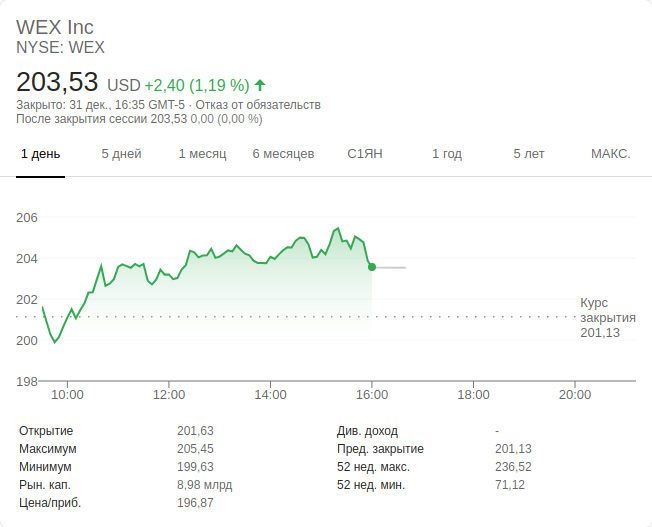 WEX Inc
NYSE: WEX
203,53 USD +2,40 (1,19 %)
Закрыто: 31 дек., 16:35 GMT-5 · Отказ от обязательств
После закрытия сессии 203,53 0,00 (0,00 %)
1 день 5 дней 1 месяц 6 месяцев С1ЯН 1 год 5 лет МАКС.
206
204
202
200
198
Курс
закрытия
201,13
10:00 12:00 14:00 16:00 18:00 20:00
Открытие 201,63 Див. доход -
Максимум 205,45 Пред. закрытие 201,13
Минимум 199,63 52 нед. макс. 236,52
Рын. кап. 8,98 млрд 52 нед. мин. 71,12
Цена/приб. 196,87